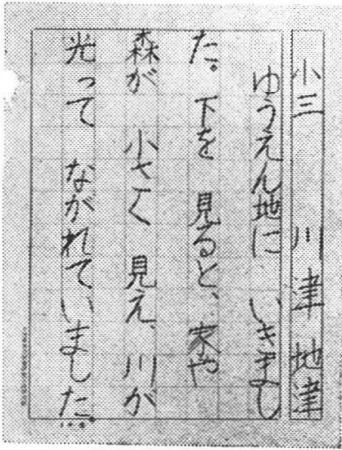 小三　川津　地津
ゆうえん地に　いきまし
た。下を　見ると、家や
森が　小さく　見え、川が
光って　ながれていました。